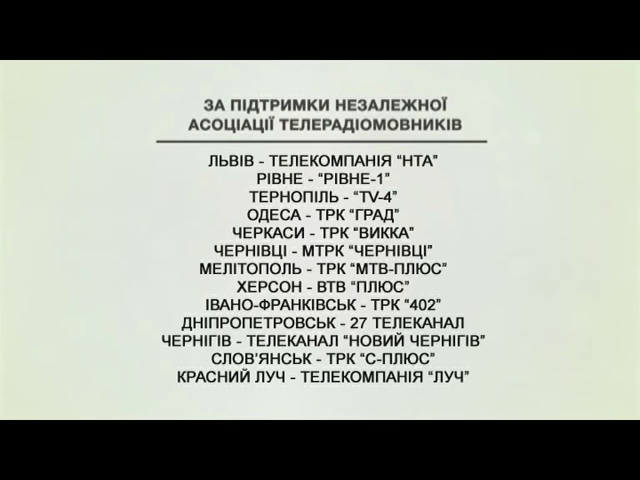 ЗА ПІДТРИМКИ НЕЗАЛЕЖНОЇ
АСОЦІАЦІЇ ТЕЛЕРАДІОМОВНИКІВ
ЛЬВІВ - ТЕЛЕКОМПАНІЯ “НТА”
РІВНЕ - “РІВНЕ-1”
ТЕРНОПІЛЬ - “TV-4”
ОДЕСА - ТРК “ГРАД”
ЧЕРКАСИ - ТРК “ВИККА”
ЧЕРНІВЦІ - МТРК “ЧЕРНІВЦІ”
МЕЛІТОПОЛЬ - ТРК “МТВ-ПЛЮС”
ХЕРСОН - ВТВ “ПЛЮС”
ІВАНО-ФРАНКІВСЬК - ТРК “402”
ДНІПРОПЕТРОВСЬК - 27 ТЕЛЕКАНАЛ
ЧЕРНІГІВ - ТЕЛЕКАНАЛ “НОВИЙ ЧЕРНІГІВ”
СЛОВ’ЯНСЬК - ТРК “С-ПЛЮС”
КРАСНИЙ ЛУЧ - ТЕЛЕКОМПАНІЯ “ЛУЧ”